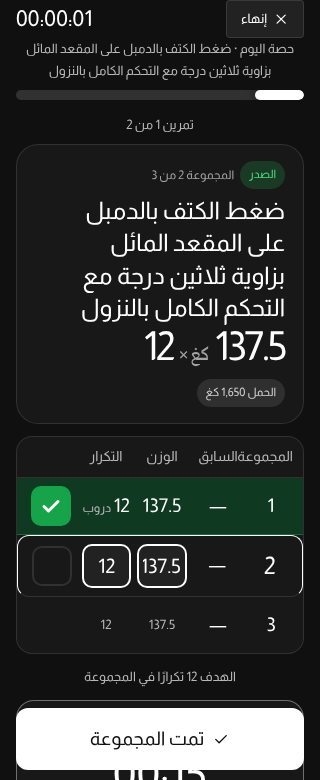 00:00:01
إنهاء
حصة اليوم · ضغط الكتف بالدمبل على المقعد المائل
بزاوية ثلاثين درجة مع التحكم الكامل بالنزول
تمرين 1 من 2
الصدر المجموعة 2 من 3
ضغط الكتف بالدمبل
على المقعد المائل
بزاوية ثلاثين درجة مع
التحكم الكامل بالنزول
137.5 كغ × 12
الحمل 1,650 كغ
المجموعة السابق الوزن التكرار
1 — 137.5 12 دروب
2 — 137.5 12
3 — 137.5 12
الهدف 12 تكرارًا في المجموعة
تمت المجموعة